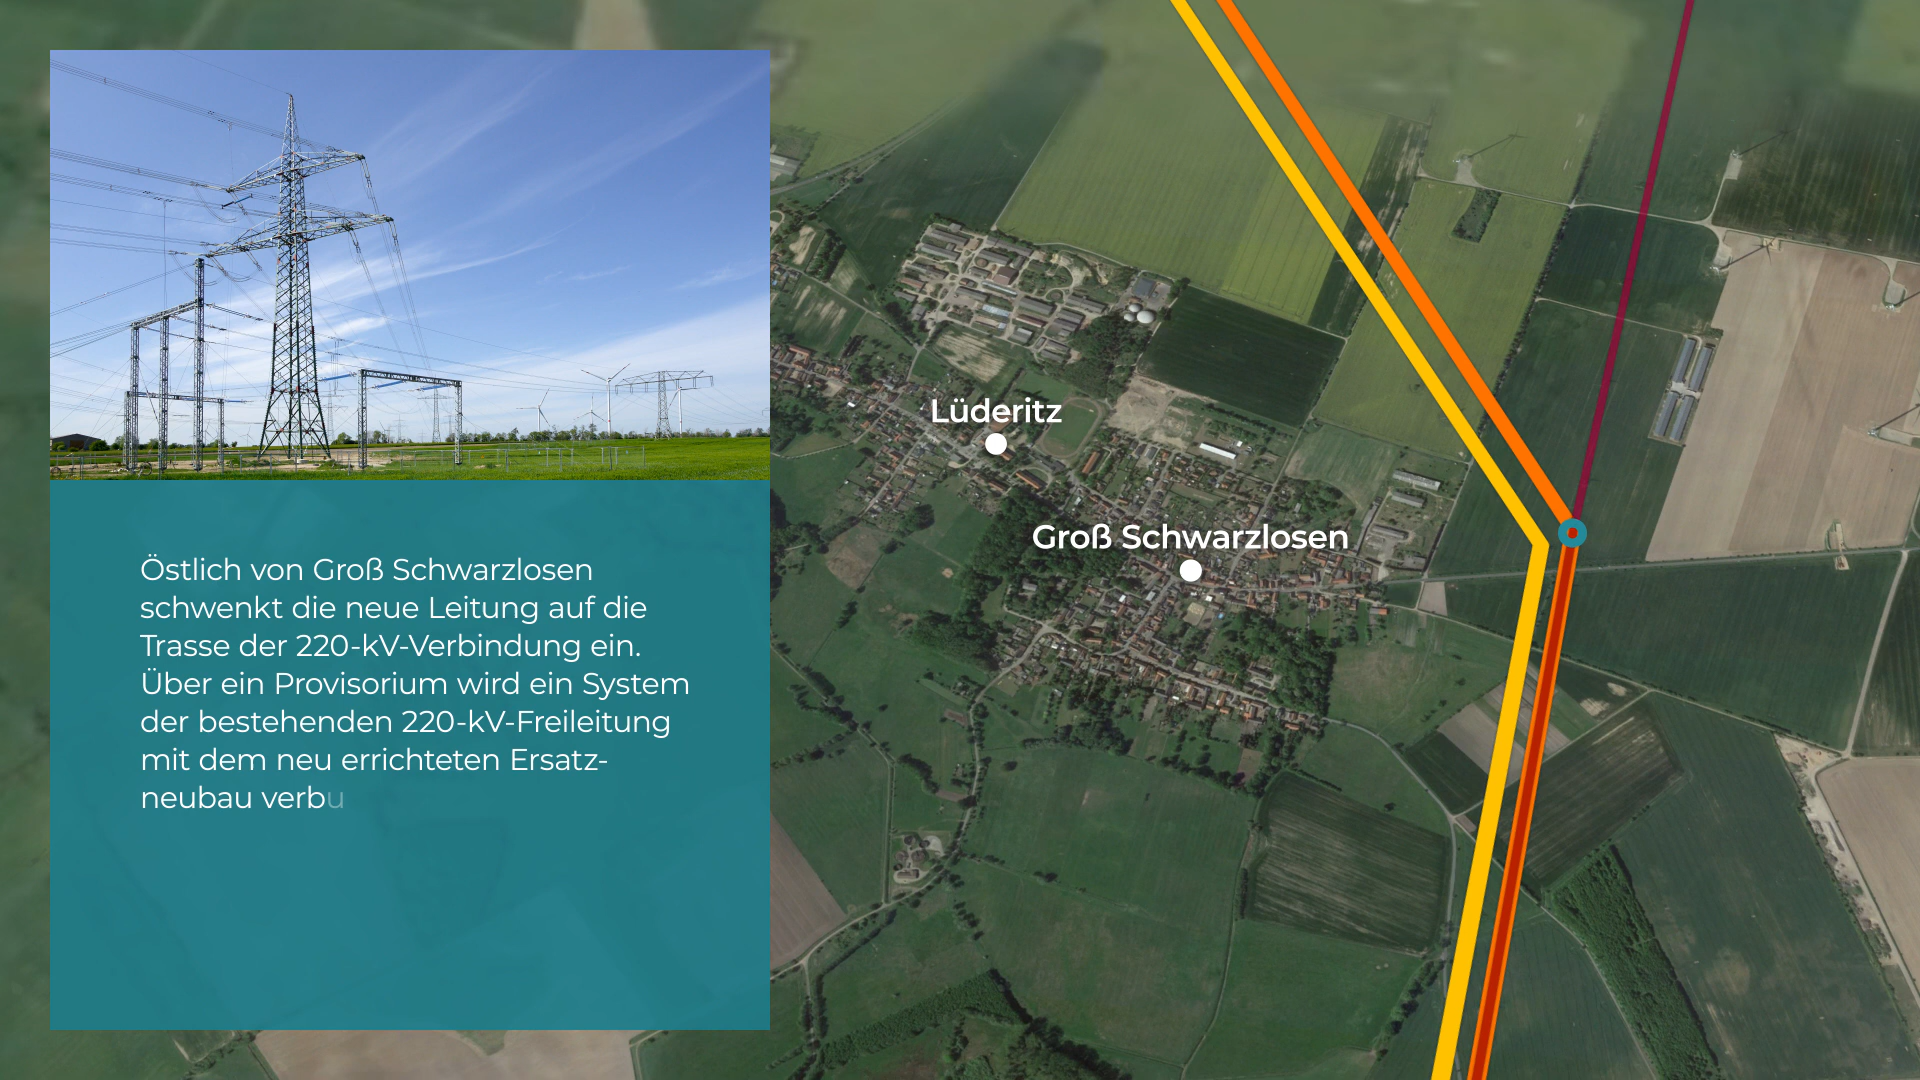 Östlich von Groß Schwarzlosen
schwenkt die neue Leitung auf die
Trasse der 220-kV-Verbindung ein.
Über ein Provisorium wird ein System
der bestehenden 220-kV-Freileitung
mit dem neu errichteten Ersatz-
neubau verbu
Lüderitz
Groß Schwarzlosen